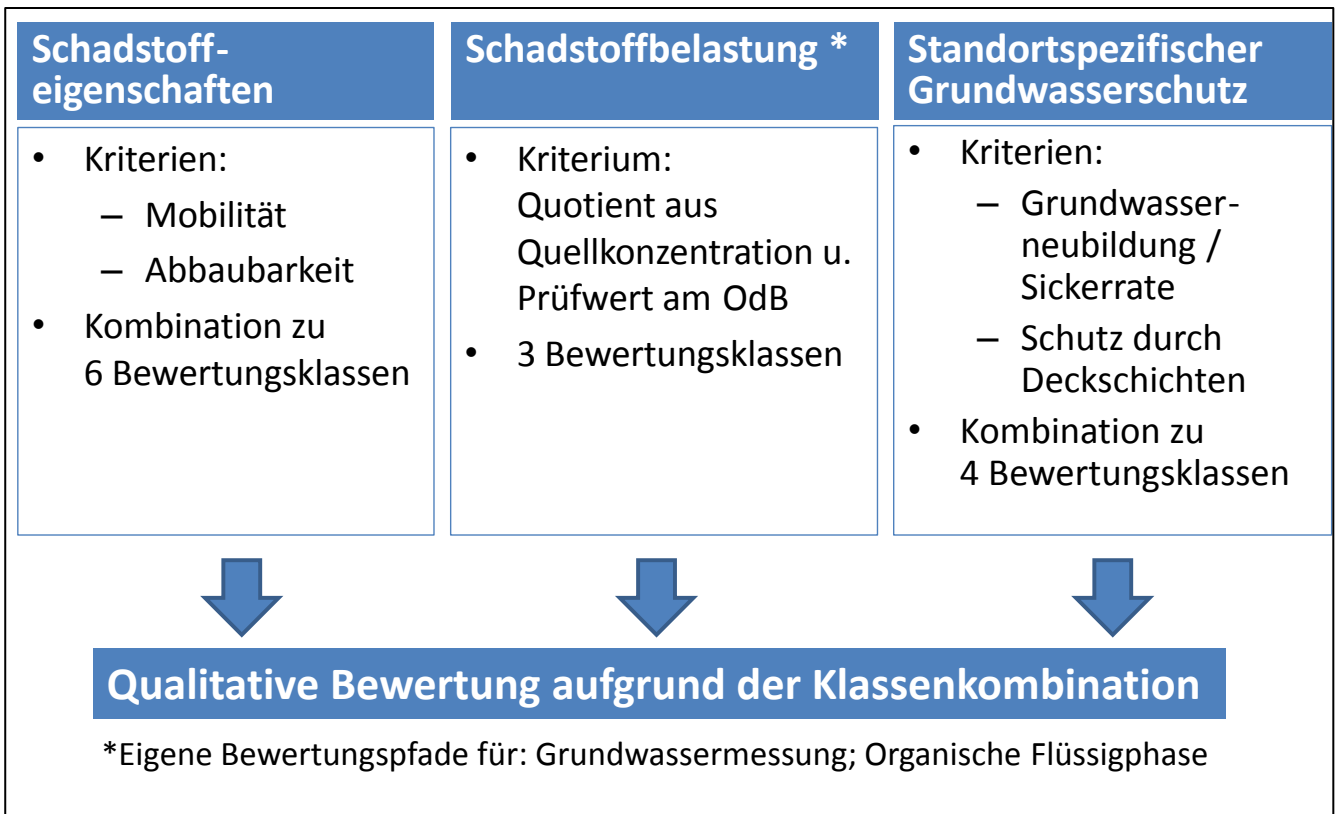 Schadstoff-
eigenschaften
• Kriterien:
– Mobilität
– Abbaubarkeit
• Kombination zu
6 Bewertungsklassen
Schadstoffbelastung *
• Kriterium:
Quotient aus
Quellkonzentration u.
Prüfwert am OdB
• 3 Bewertungsklassen
Standortspezifischer
Grundwasserschutz
• Kriterien:
– Grundwasser-
neubildung /
Sickerrate
– Schutz durch
Deckschichten
• Kombination zu
4 Bewertungsklassen
Qualitative Bewertung aufgrund der Klassenkombination
*Eigene Bewertungspfade für: Grundwassermessung; Organische Flüssigphase